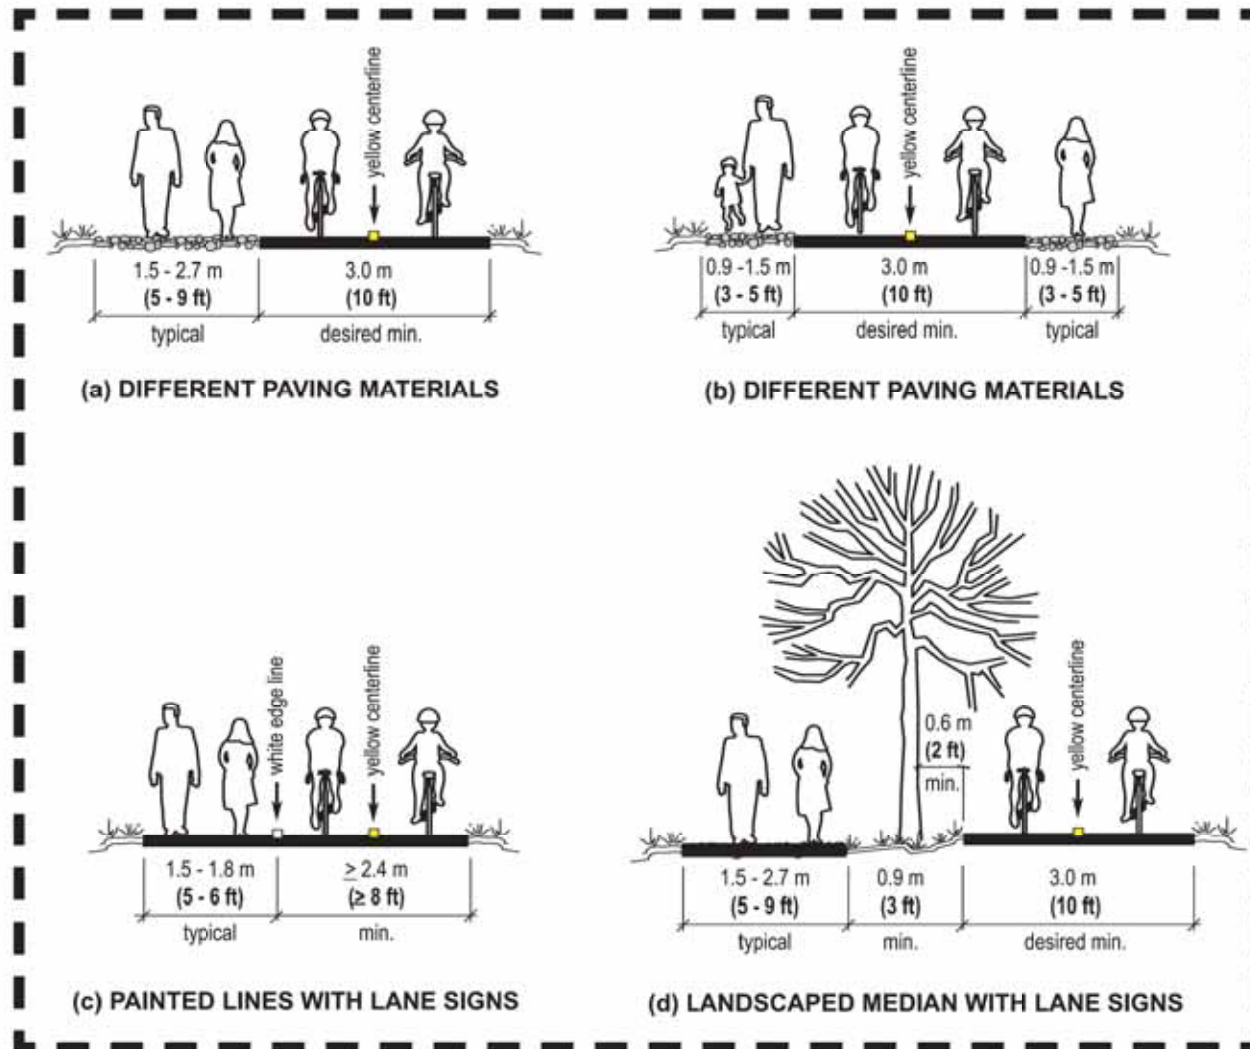 yellow centerline
1.5 - 2.7 m
(5 - 9 ft)
typical
3.0 m
(10 ft)
desired min.
(a) DIFFERENT PAVING MATERIALS
yellow centerline
0.9 -1.5 m
(3 - 5 ft)
typical
3.0 m
(10 ft)
desired min.
0.9 -1.5 m
(3 - 5 ft)
typical
(b) DIFFERENT PAVING MATERIALS
white edge line
yellow centerline
1.5 - 1.8 m
(5 - 6 ft)
typical
≥ 2.4 m
(≥ 8 ft)
min.
(c) PAINTED LINES WITH LANE SIGNS
0.6 m
(2 ft)
min.
yellow centerline
1.5 - 2.7 m
(5 - 9 ft)
typical
0.9 m
(3 ft)
min.
3.0 m
(10 ft)
desired min.
(d) LANDSCAPED MEDIAN WITH LANE SIGNS